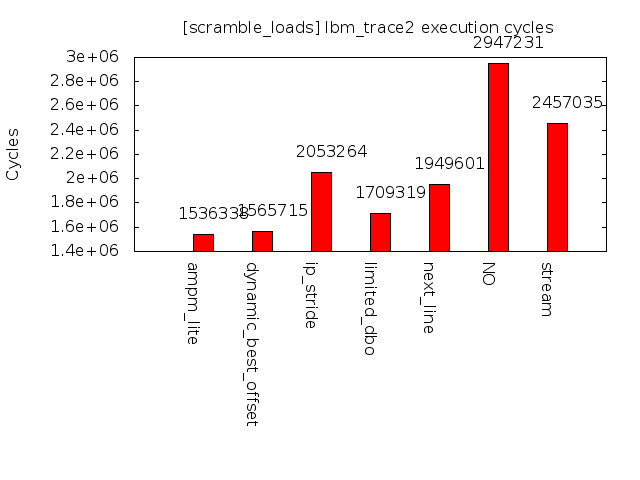 [scramble_loads] lbm_trace2 execution cycles
Cycles
3e+06
2.8e+06
2.6e+06
2.4e+06
2.2e+06
2e+06
1.8e+06
1.6e+06
1.4e+06
1536338
1565715
2053264
1709319
1949601
2947231
2457035
ampm_lite
dynamic_best_offset
ip_stride
limited_dbo
next_line
NO
stream